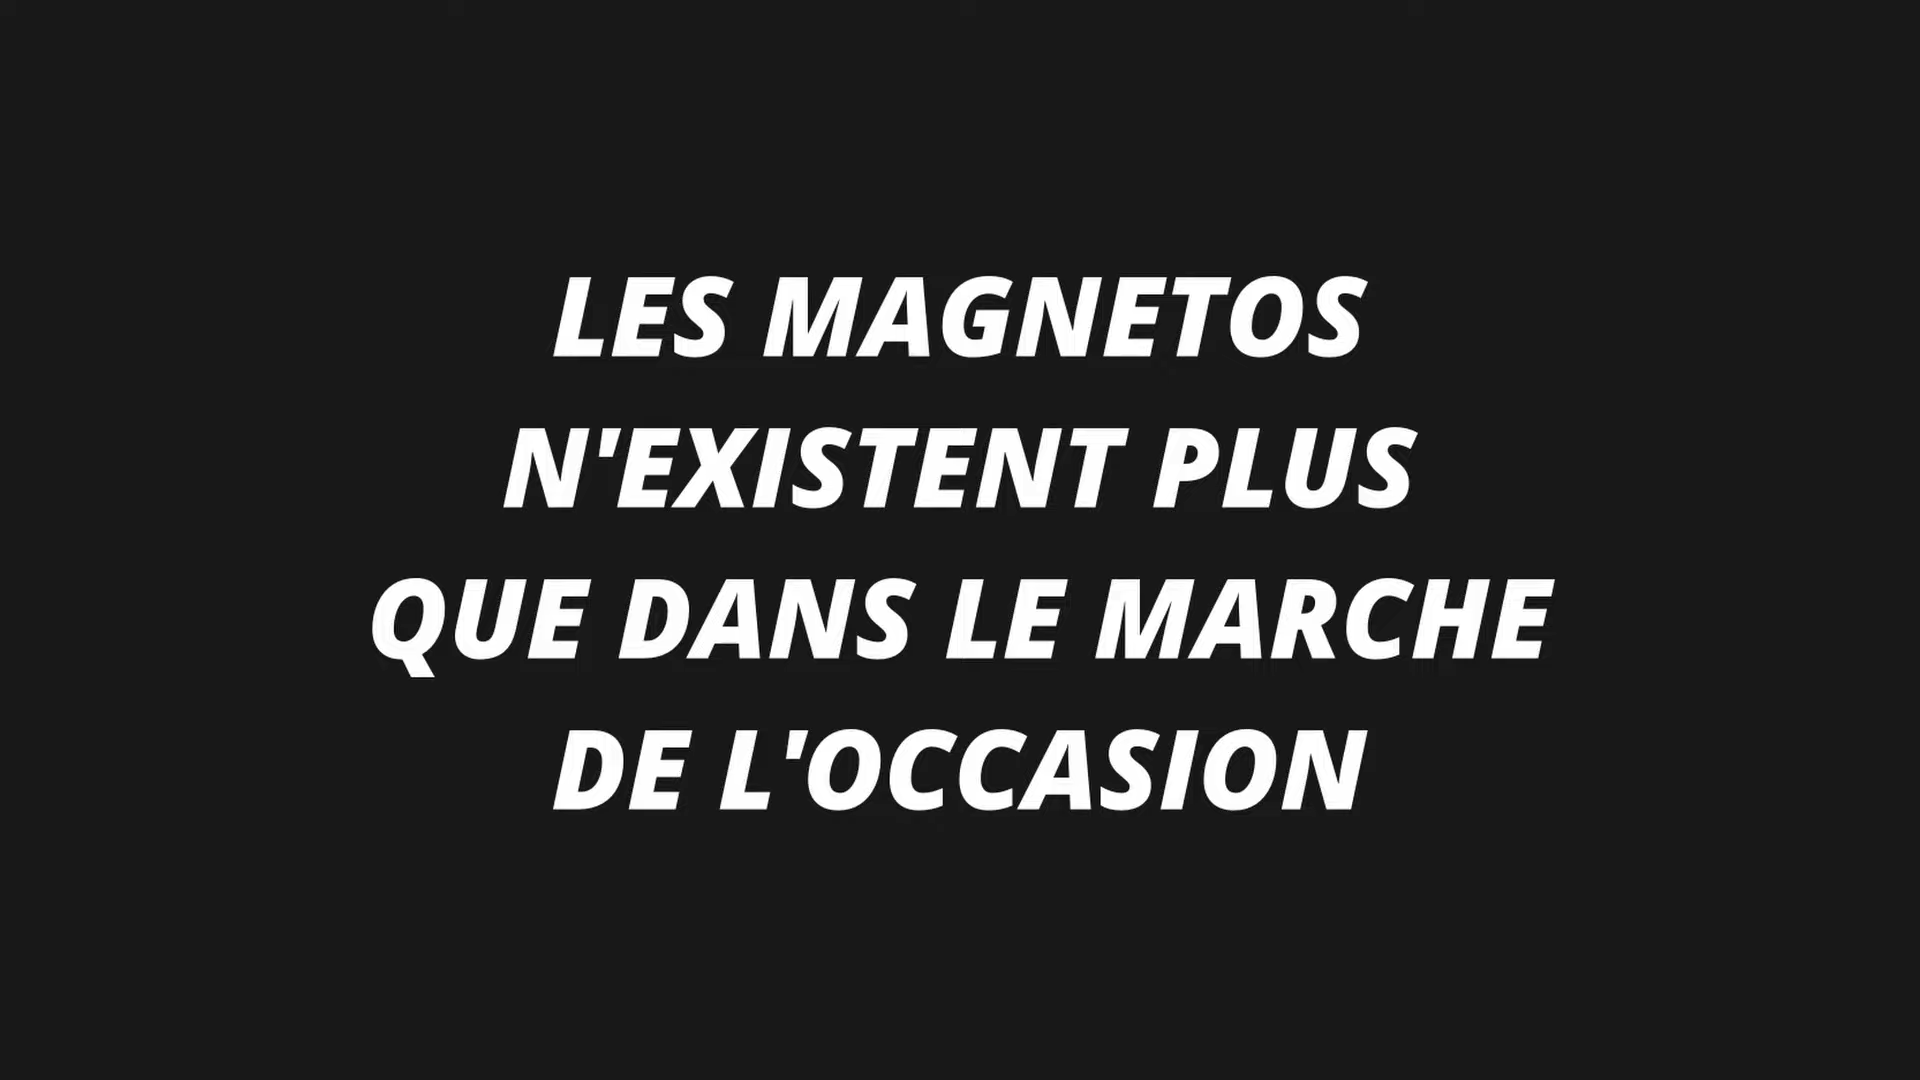 LES MAGNETOS
N'EXISTENT PLUS
QUE DANS LE MARCHE
DE L'OCCASION